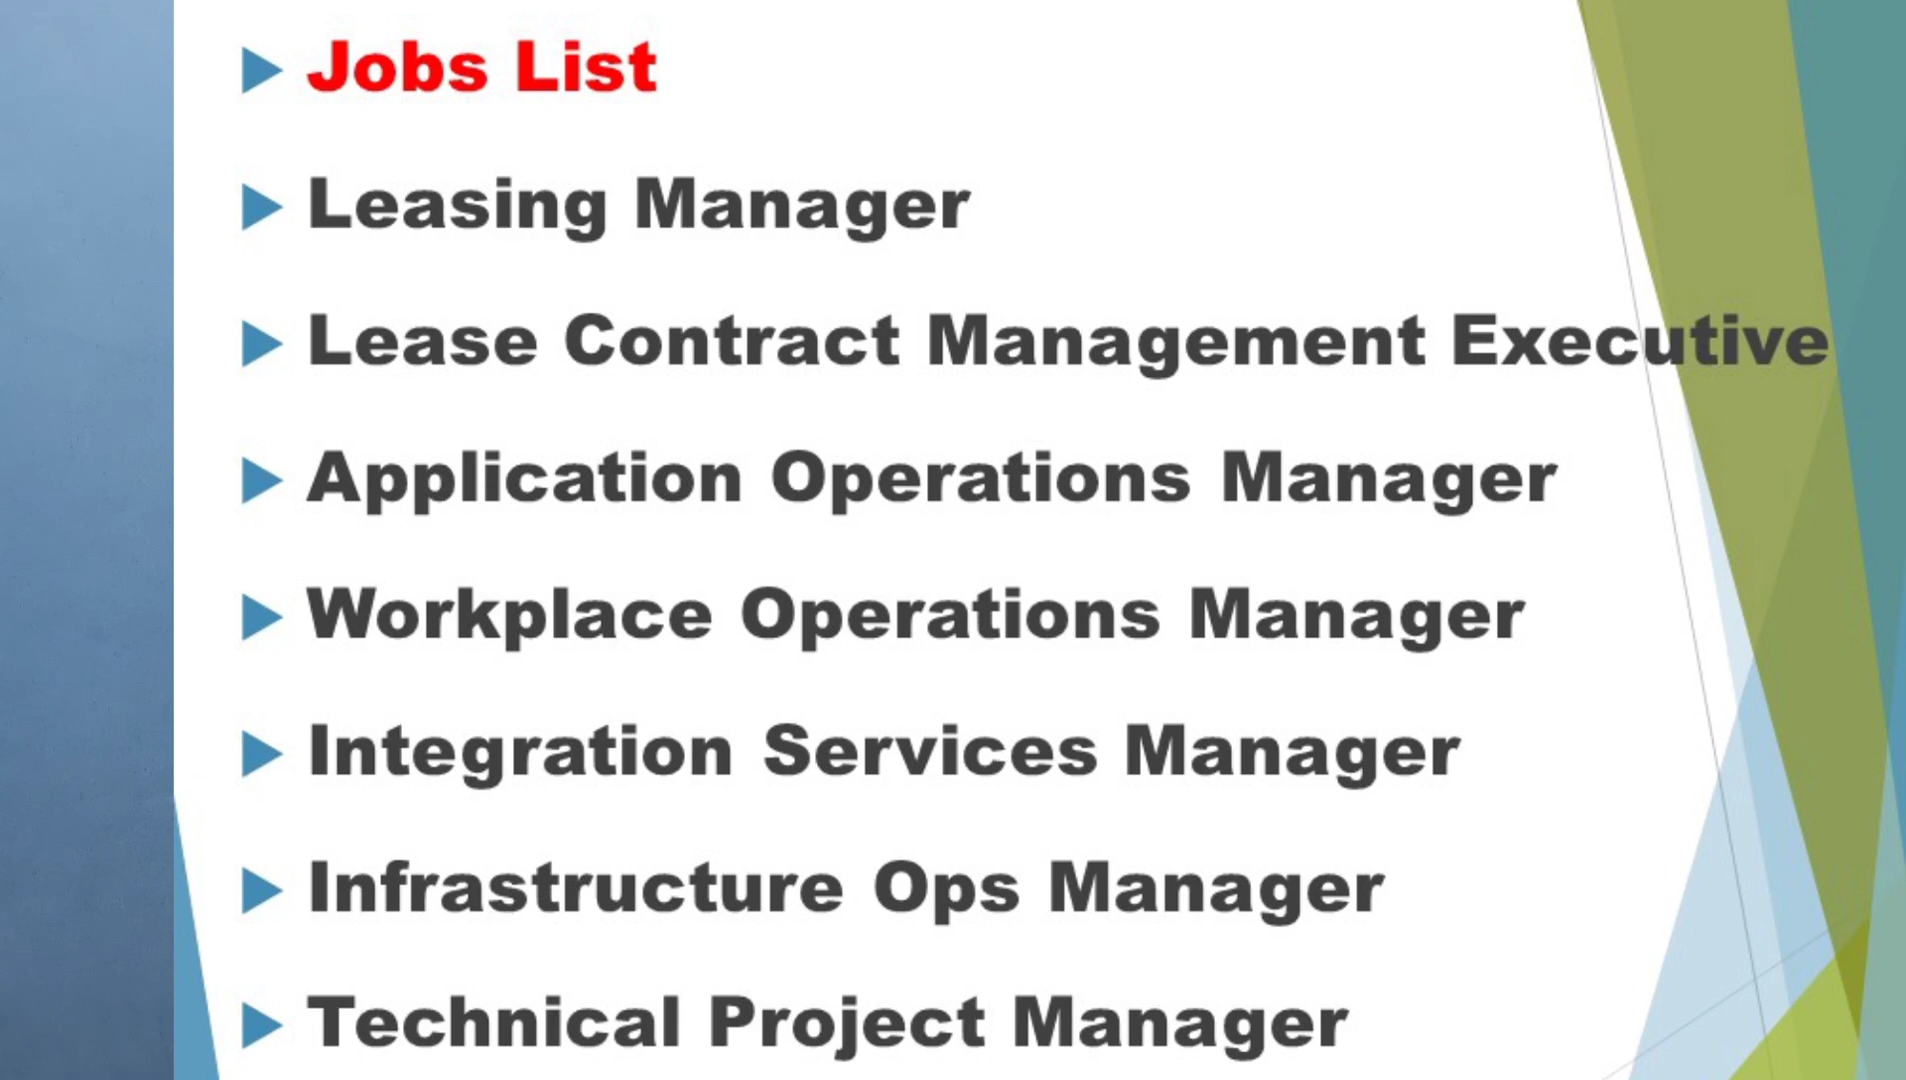 Jobs List
Leasing Manager
Lease Contract Management Executive
Application Operations Manager
Workplace Operations Manager
Integration Services Manager
Infrastructure Ops Manager
Technical Project Manager